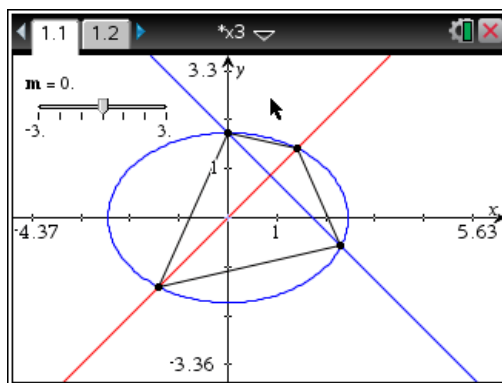 1.1 1.2 *x3
3.3 y
m = 0.
-3. 3.
1
x
-4.37 1 5.63
-3.36